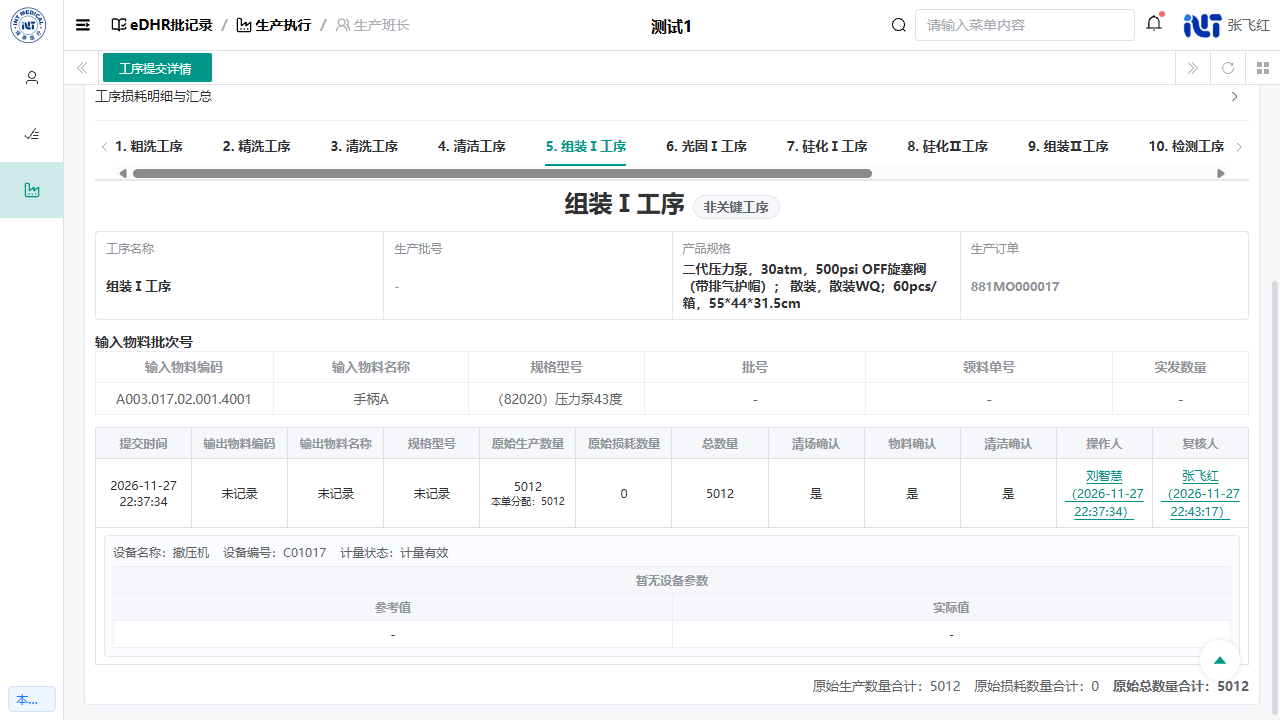 eDHR批记录 / 生产执行 / 生产班长
测试1
请输入菜单内容
张飞红
工序提交详情
工序损耗明细与汇总
1. 粗洗工序 2. 精洗工序 3. 清洗工序 4. 清洁工序 5. 组装Ⅰ工序 6. 光固Ⅰ工序 7. 硅化Ⅰ工序 8. 硅化Ⅱ工序 9. 组装Ⅱ工序 10. 检测工序
组装Ⅰ工序 非关键工序
工序名称 生产批号 产品规格 生产订单
组装Ⅰ工序 - 二代压力泵，30atm，500psi OFF旋塞阀
（带排气护帽）； 散装，散装WQ；60pcs/
箱，55*44*31.5cm
881MO000017
输入物料批次号
输入物料编码 输入物料名称 规格型号 批号 领料单号 实发数量
A003.017.02.001.4001 手柄A （82020）压力泵43度 - - -
提交时间 输出物料编码 输出物料名称 规格型号 原始生产数量 原始损耗数量 总数量 清场确认 物料确认 清洁确认 操作人 复核人
2026-11-27
22:37:34
未记录 未记录 未记录 5012
本单分配：5012
0 5012 是 是 是
刘智慧
（2026-11-27
22:37:34）
张飞红
（2026-11-27
22:43:17）
设备名称：撤压机 设备编号：C01017 计量状态：计量有效
暂无设备参数
参考值 实际值
- -
原始生产数量合计：5012 原始损耗数量合计：0 原始总数量合计：5012
本...